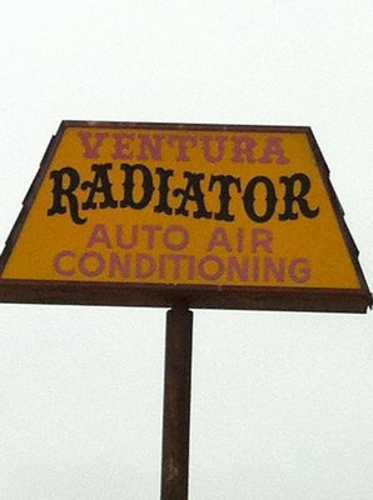 VENTURA
RADIATOR
AUTO AIR
CONDITIONING